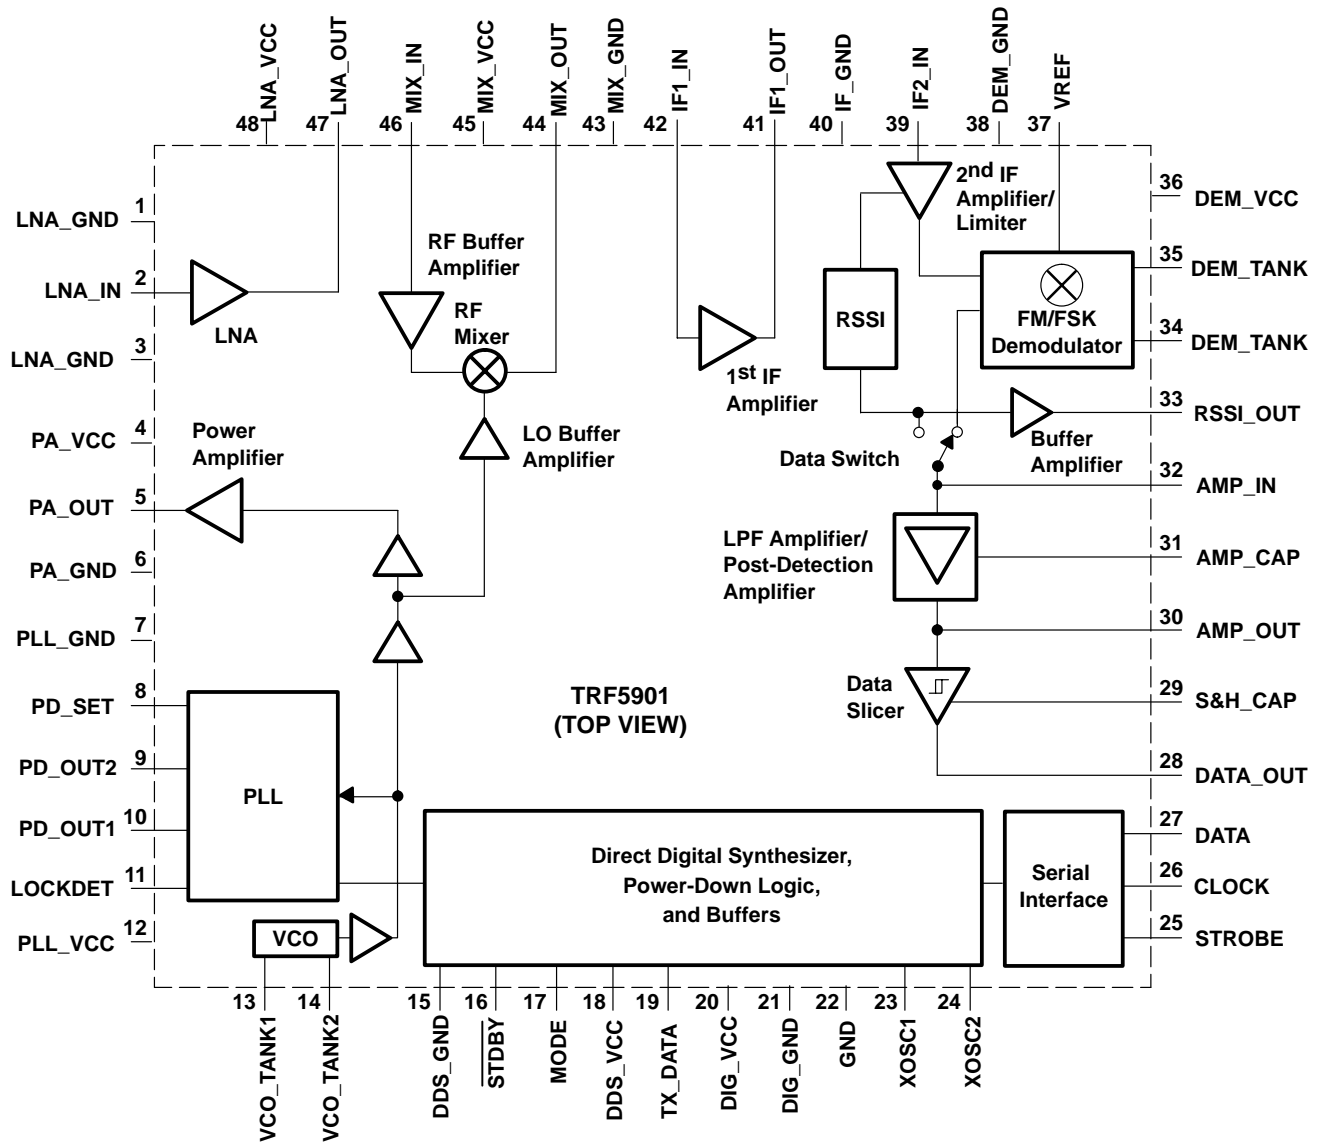 LNA_VCC
LNA_OUT
MIX_IN
MIX_VCC
MIX_OUT
MIX_GND
IF1_IN
IF1_OUT
IF_GND
IF2_IN
DEM_GND
VREF
48
47
46
45
44
43
42
41
40
39
38
37
1
LNA_GND
2
LNA_IN
3
LNA_GND
4
PA_VCC
5
PA_OUT
6
PA_GND
7
PLL_GND
8
PD_SET
9
PD_OUT2
10
PD_OUT1
11
LOCKDET
12
PLL_VCC
LNA
RF Buffer
Amplifier
RF
Mixer
LO Buffer
Amplifier
Power
Amplifier
1st IF
Amplifier
2nd IF
Amplifier/
Limiter
RSSI
FM/FSK
Demodulator
Buffer
Amplifier
Data Switch
LPF Amplifier/
Post-Detection
Amplifier
Data
Slicer
TRF5901
(TOP VIEW)
PLL
VCO
Direct Digital Synthesizer,
Power-Down Logic,
and Buffers
Serial
Interface
36
DEM_VCC
35
DEM_TANK
34
DEM_TANK
33
RSSI_OUT
32
AMP_IN
31
AMP_CAP
30
AMP_OUT
29
S&H_CAP
28
DATA_OUT
27
DATA
26
CLOCK
25
STROBE
13
14
15
16
17
18
19
20
21
22
23
24
VCO_TANK1
VCO_TANK2
DDS_GND
STDBY
MODE
DDS_VCC
TX_DATA
DIG_VCC
DIG_GND
GND
XOSC1
XOSC2